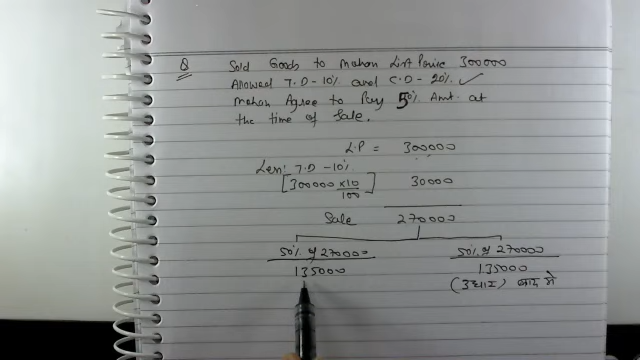 Q Sold Goods to Mohan List Price 300000
Allowed T.D-10% and C.D-20% ✓
Mohan Agree to Pay 50% Amt. at
the time of Sale.
L.P = 300000
Less: T.D-10%
[300000 × 10/100] 30000
Sale 270000
50% of 270000 50% of 270000
135000 135000
(उधार) बाद में